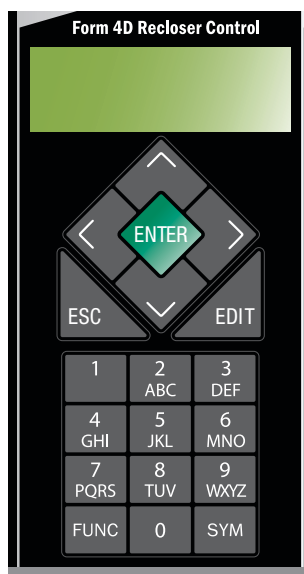 Form 4D Recloser Control
ENTER
ESC
EDIT
1
2
ABC
3
DEF
4
GHI
5
JKL
6
MNO
7
PQRS
8
TUV
9
WXYZ
FUNC
0
SYM